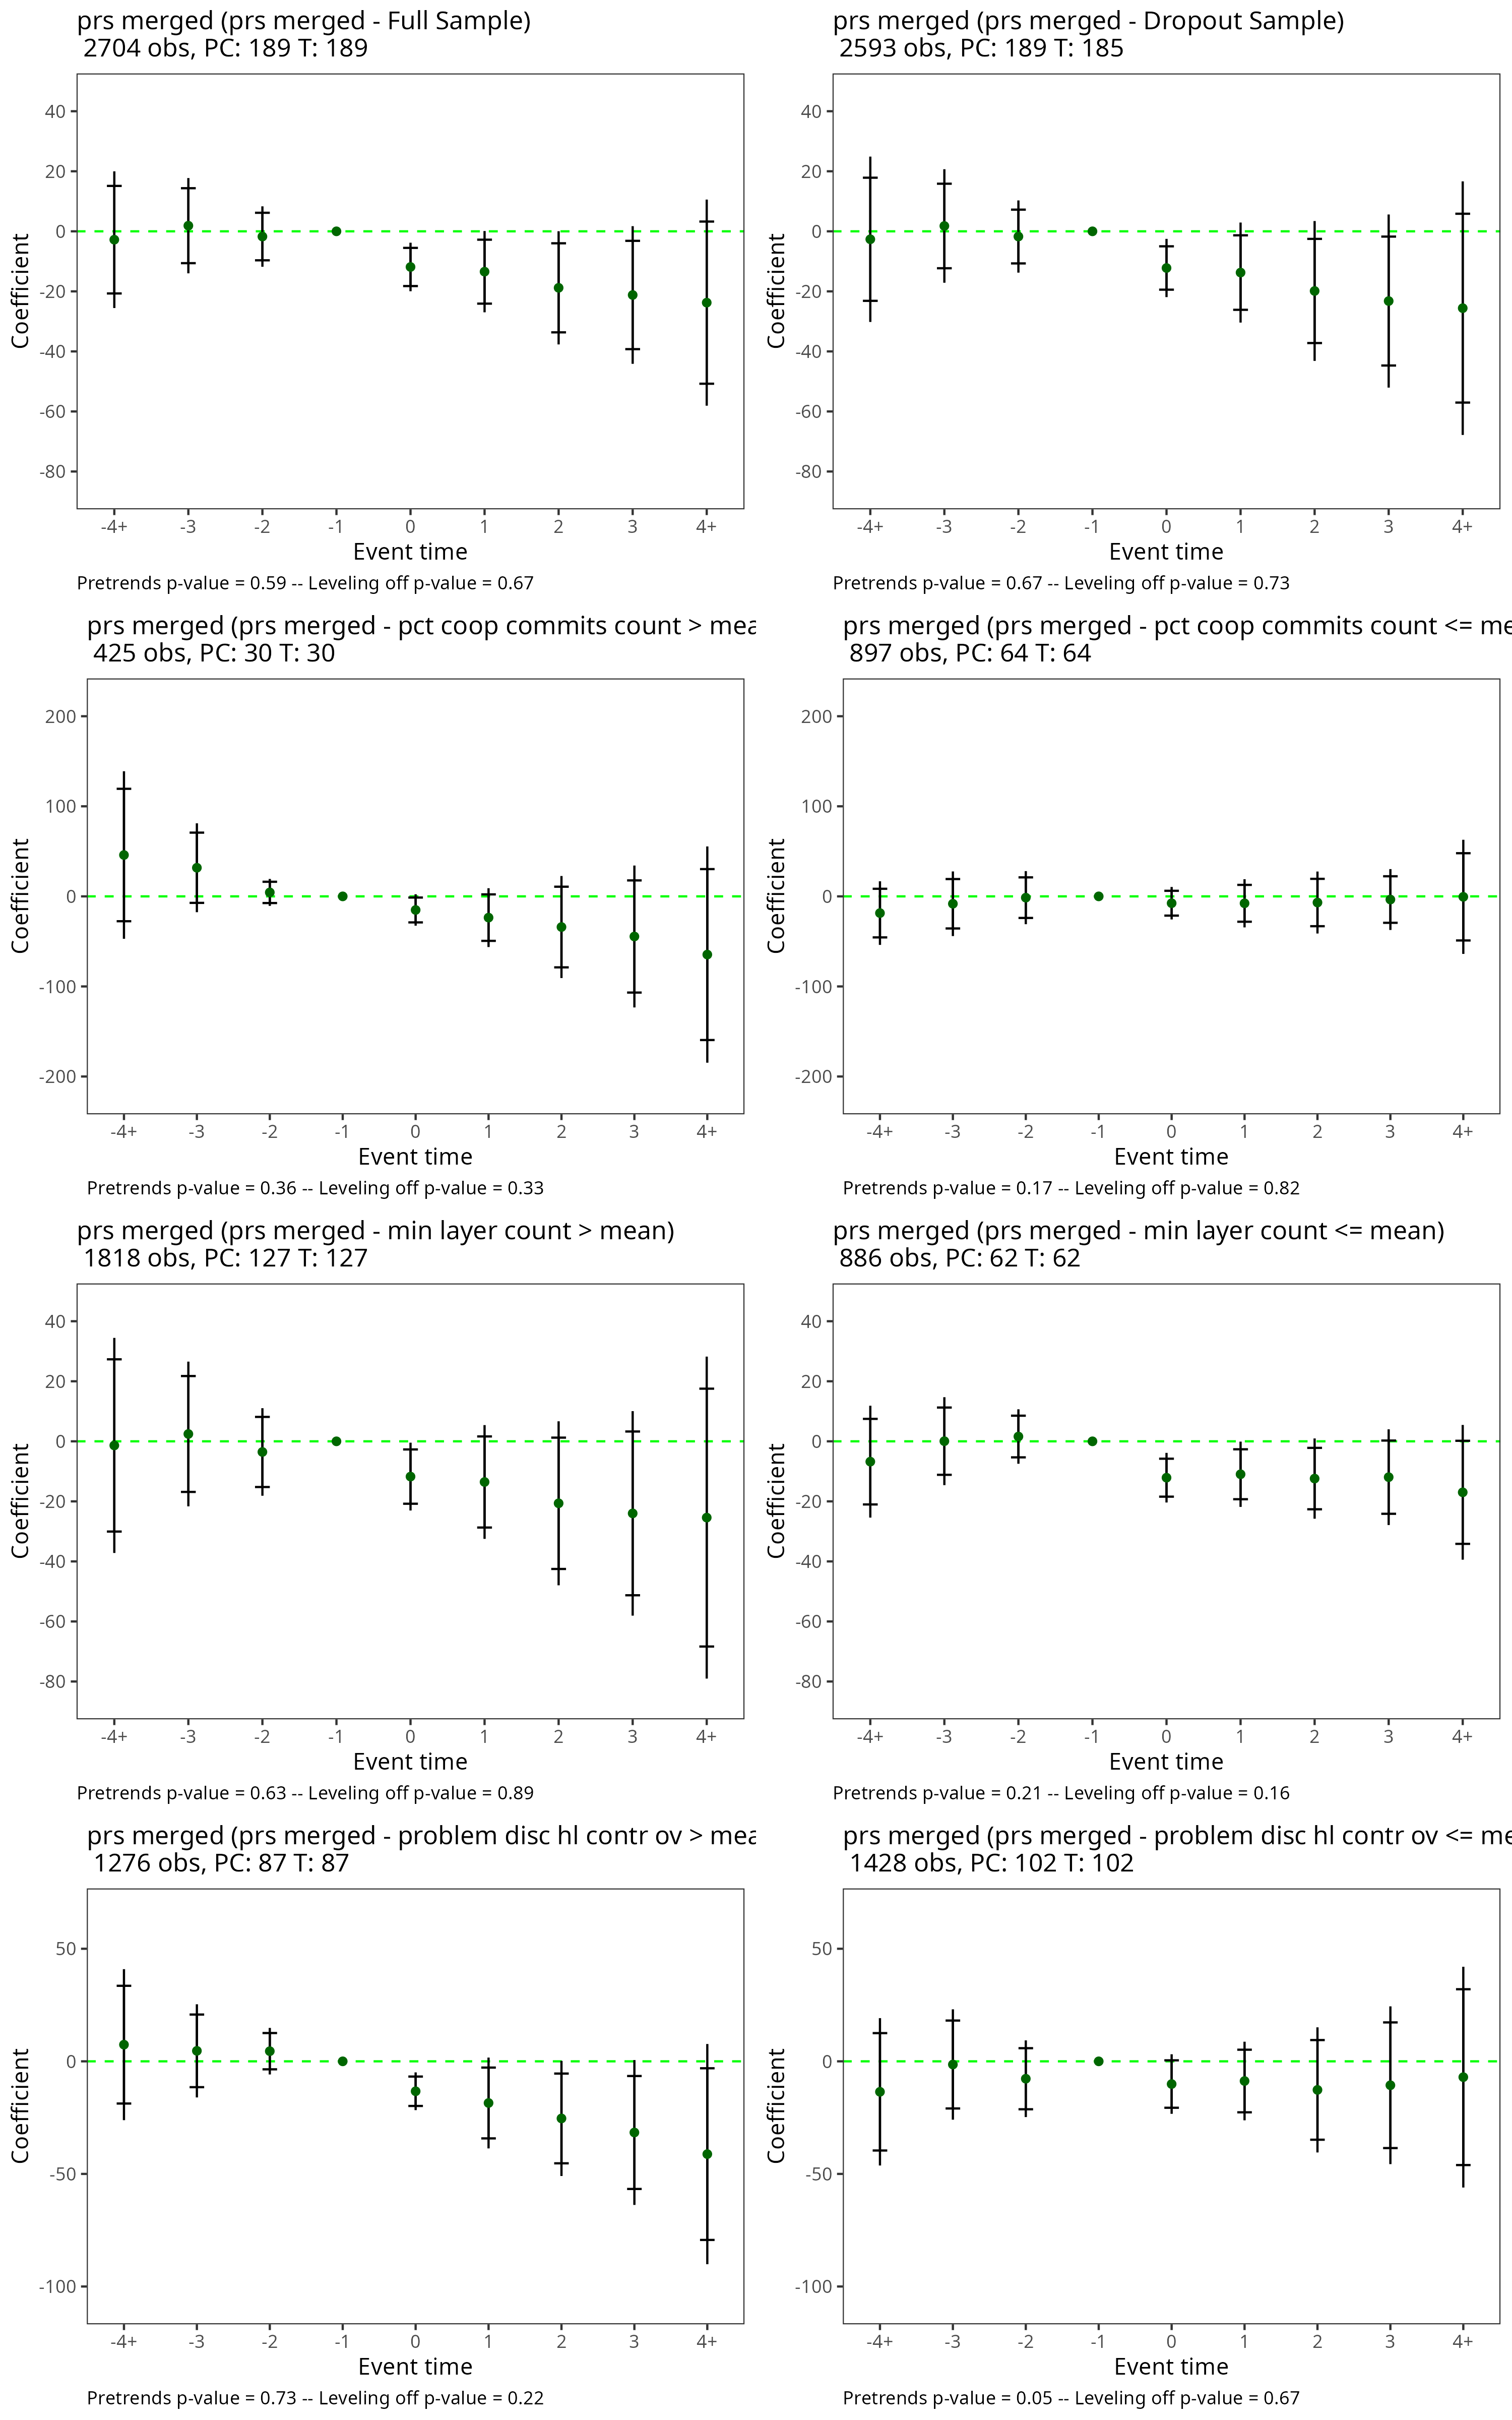 prs merged (prs merged - Full Sample)
2704 obs, PC: 189 T: 189
40
20
0
-20
-40
-60
-80
Coefficient
-4+ -3 -2 -1 0 1 2 3 4+
Event time
Pretrends p-value = 0.59 -- Leveling off p-value = 0.67
prs merged (prs merged - Dropout Sample)
2593 obs, PC: 189 T: 185
40
20
0
-20
-40
-60
-80
Coefficient
-4+ -3 -2 -1 0 1 2 3 4+
Event time
Pretrends p-value = 0.67 -- Leveling off p-value = 0.73
prs merged (prs merged - pct coop commits count > mea
425 obs, PC: 30 T: 30
200
100
0
-100
-200
Coefficient
-4+ -3 -2 -1 0 1 2 3 4+
Event time
Pretrends p-value = 0.36 -- Leveling off p-value = 0.33
prs merged (prs merged - pct coop commits count <= me
897 obs, PC: 64 T: 64
200
100
0
-100
-200
Coefficient
-4+ -3 -2 -1 0 1 2 3 4+
Event time
Pretrends p-value = 0.17 -- Leveling off p-value = 0.82
prs merged (prs merged - min layer count > mean)
1818 obs, PC: 127 T: 127
40
20
0
-20
-40
-60
-80
Coefficient
-4+ -3 -2 -1 0 1 2 3 4+
Event time
Pretrends p-value = 0.63 -- Leveling off p-value = 0.89
prs merged (prs merged - min layer count <= mean)
886 obs, PC: 62 T: 62
40
20
0
-20
-40
-60
-80
Coefficient
-4+ -3 -2 -1 0 1 2 3 4+
Event time
Pretrends p-value = 0.21 -- Leveling off p-value = 0.16
prs merged (prs merged - problem disc hl contr ov > mea
1276 obs, PC: 87 T: 87
50
0
-50
-100
Coefficient
-4+ -3 -2 -1 0 1 2 3 4+
Event time
Pretrends p-value = 0.73 -- Leveling off p-value = 0.22
prs merged (prs merged - problem disc hl contr ov <= me
1428 obs, PC: 102 T: 102
50
0
-50
-100
Coefficient
-4+ -3 -2 -1 0 1 2 3 4+
Event time
Pretrends p-value = 0.05 -- Leveling off p-value = 0.67